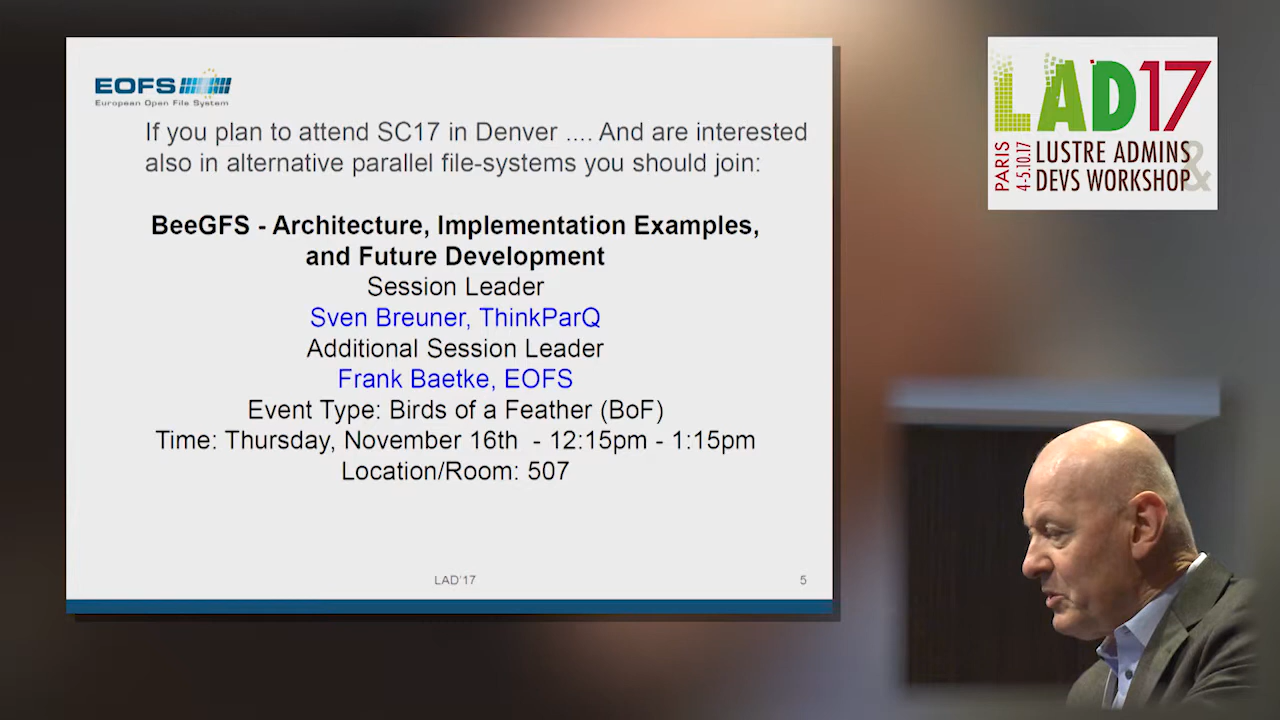 EOFS
European Open File System
If you plan to attend SC17 in Denver .... And are interested
also in alternative parallel file-systems you should join:
BeeGFS - Architecture, Implementation Examples,
and Future Development
Session Leader
Sven Breuner, ThinkParQ
Additional Session Leader
Frank Baetke, EOFS
Event Type: Birds of a Feather (BoF)
Time: Thursday, November 16th  - 12:15pm - 1:15pm
Location/Room: 507
LAD'17
5
LAD17
PARIS
4-5.10.17
LUSTRE ADMINS
& DEVS WORKSHOP